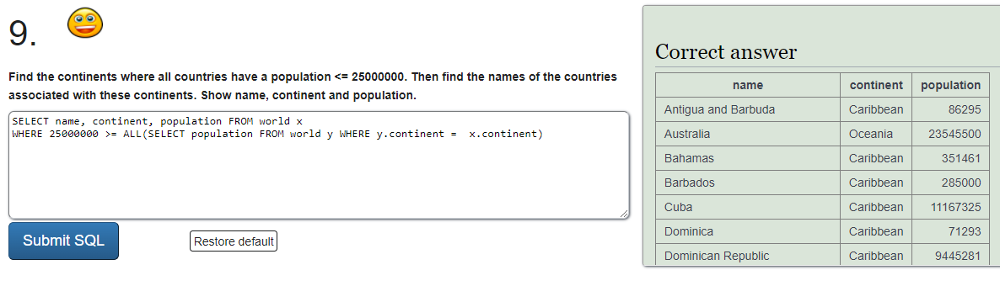 9.
Find the continents where all countries have a population <= 25000000. Then find the names of the countries
associated with these continents. Show name, continent and population.
SELECT name, continent, population FROM world x
WHERE 25000000 >= ALL(SELECT population FROM world y WHERE y.continent =  x.continent)
Submit SQL
Restore default
Correct answer
name continent population
Antigua and Barbuda Caribbean 86295
Australia Oceania 23545500
Bahamas Caribbean 351461
Barbados Caribbean 285000
Cuba Caribbean 11167325
Dominica Caribbean 71293
Dominican Republic Caribbean 9445281